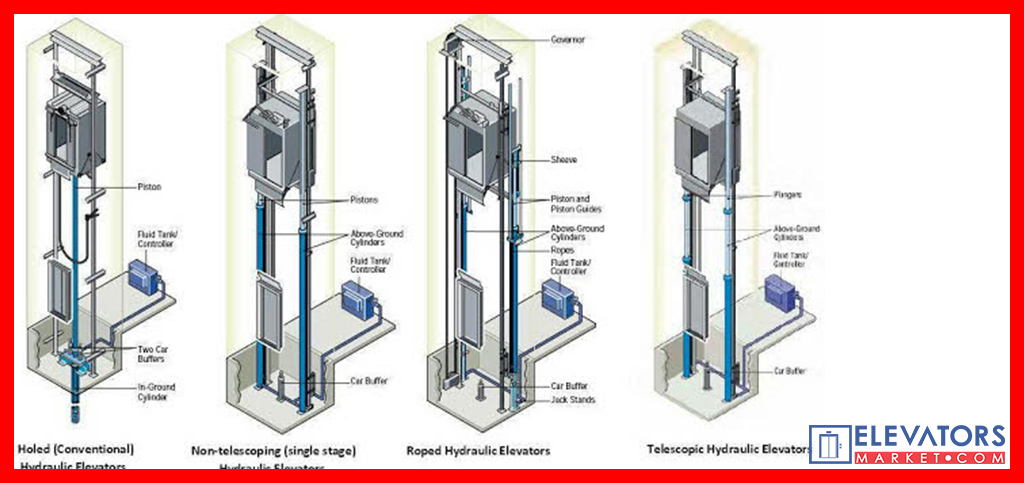 Piston
Fluid Tank/
Controller
Two Car
Buffers
In-Ground
Cylinder
Holed (Conventional)
Hydraulic Elevators
Pistons
Above-Ground
Cylinders
Fluid Tank/
Controller
Car Buffer
Non-telescoping (single stage)
Hydraulic Elevators
Governor
Sheave
Piston and
Piston Guides
Above-Ground
Cylinders
Ropes
Fluid Tank/
Controller
Car Buffer
Jack Stands
Roped Hydraulic Elevators
Plungers
Above-Ground
Cylinders
Fluid Tank/
Controller
Car Buffer
Telescopic Hydraulic Elevators
ELEVATORS
MARKET.COM